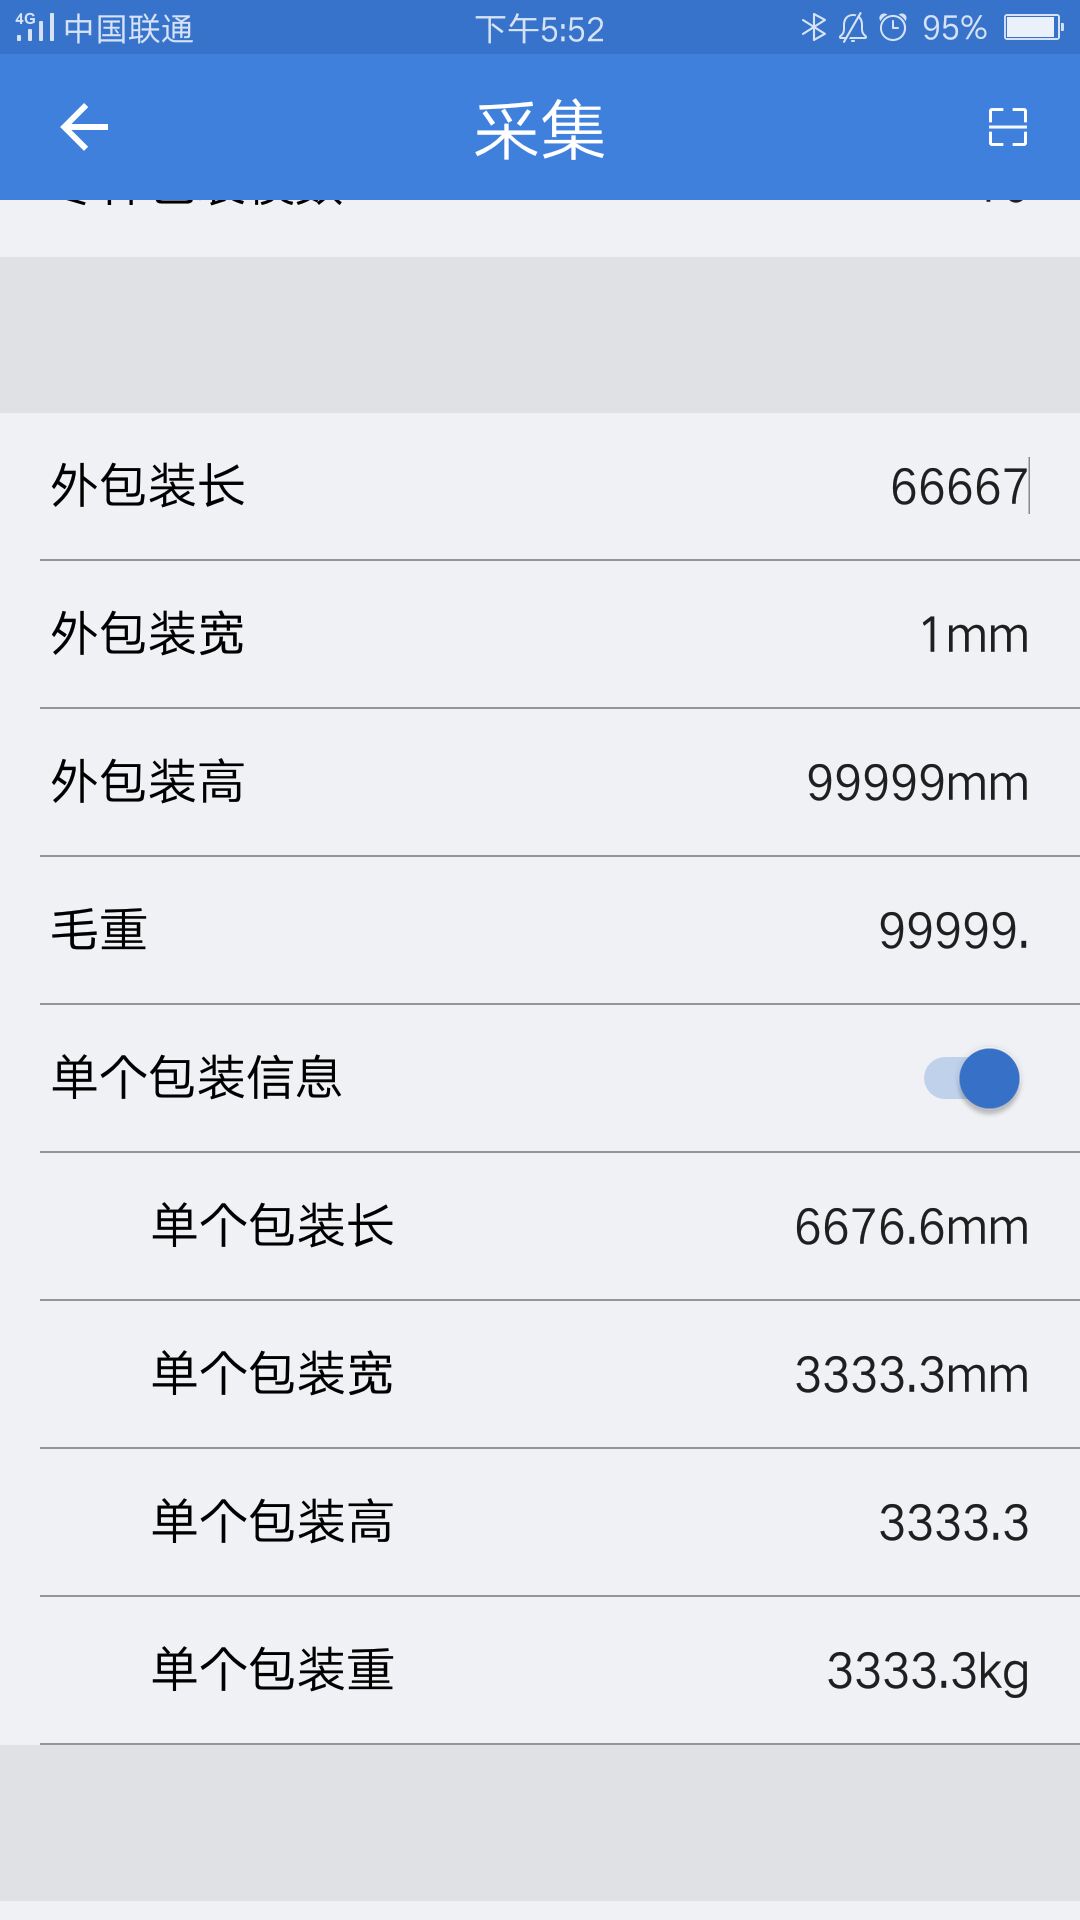 4G 中国联通 下午5:52 95%
采集
外包装长 66667
外包装宽 1mm
外包装高 99999mm
毛重 99999.
单个包装信息
单个包装长 6676.6mm
单个包装宽 3333.3mm
单个包装高 3333.3
单个包装重 3333.3kg